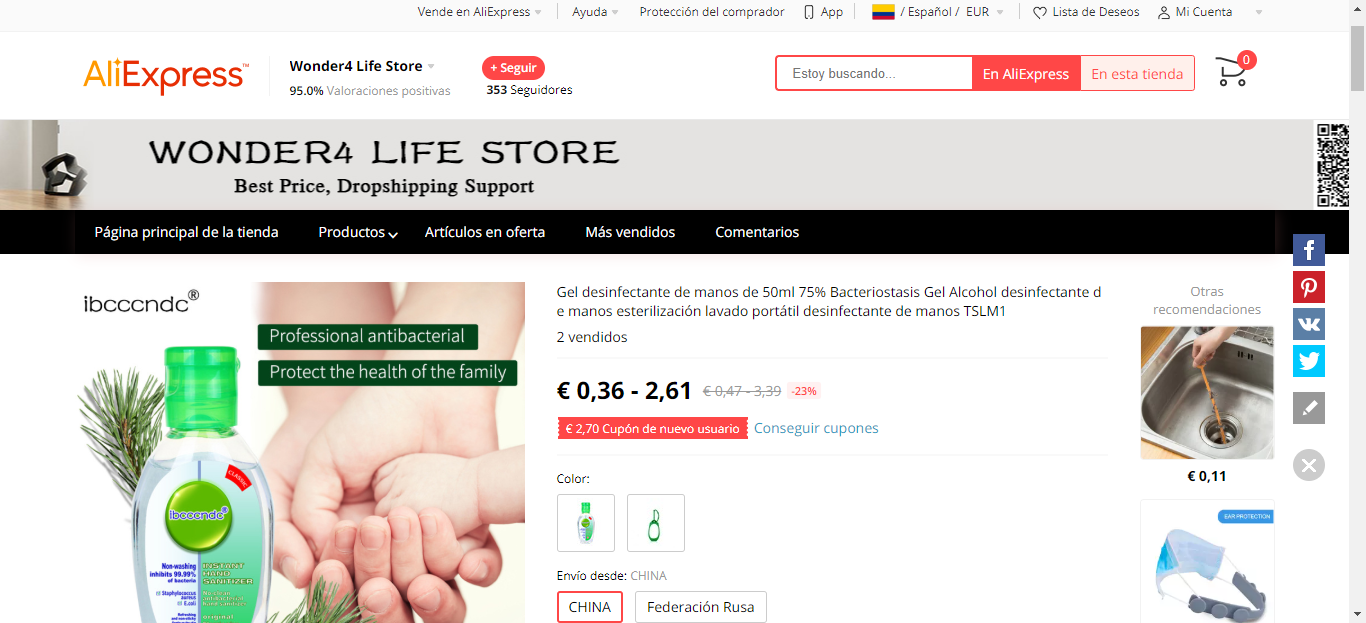 Vende en AliExpress
Ayuda
Protección del comprador
App
/ Español / EUR
Lista de Deseos
Mi Cuenta
AliExpress™
Wonder4 Life Store
95.0% Valoraciones positivas
+ Seguir
353 Seguidores
Estoy buscando...
En AliExpress
En esta tienda
0
WONDER4 LIFE STORE
Best Price, Dropshipping Support
Página principal de la tienda
Productos
Artículos en oferta
Más vendidos
Comentarios
ibcccndc®
Professional antibacterial
Protect the health of the family
CLASSIC
ibcccndc®
Non-washing
inhibits 99.99%
of bacteria
INSTANT
HAND
SANITIZER
Staphylococcus
aureus
E.coli
original
Gel desinfectante de manos de 50ml 75% Bacteriostasis Gel Alcohol desinfectante d
e manos esterilización lavado portátil desinfectante de manos TSLM1
2 vendidos
€ 0,36 - 2,61
€ 0,47 - 3,39
-23%
€ 2,70 Cupón de nuevo usuario
Conseguir cupones
Color:
Envío desde: CHINA
CHINA
Federación Rusa
Otras
recomendaciones
€ 0,11
EAR PROTECTION